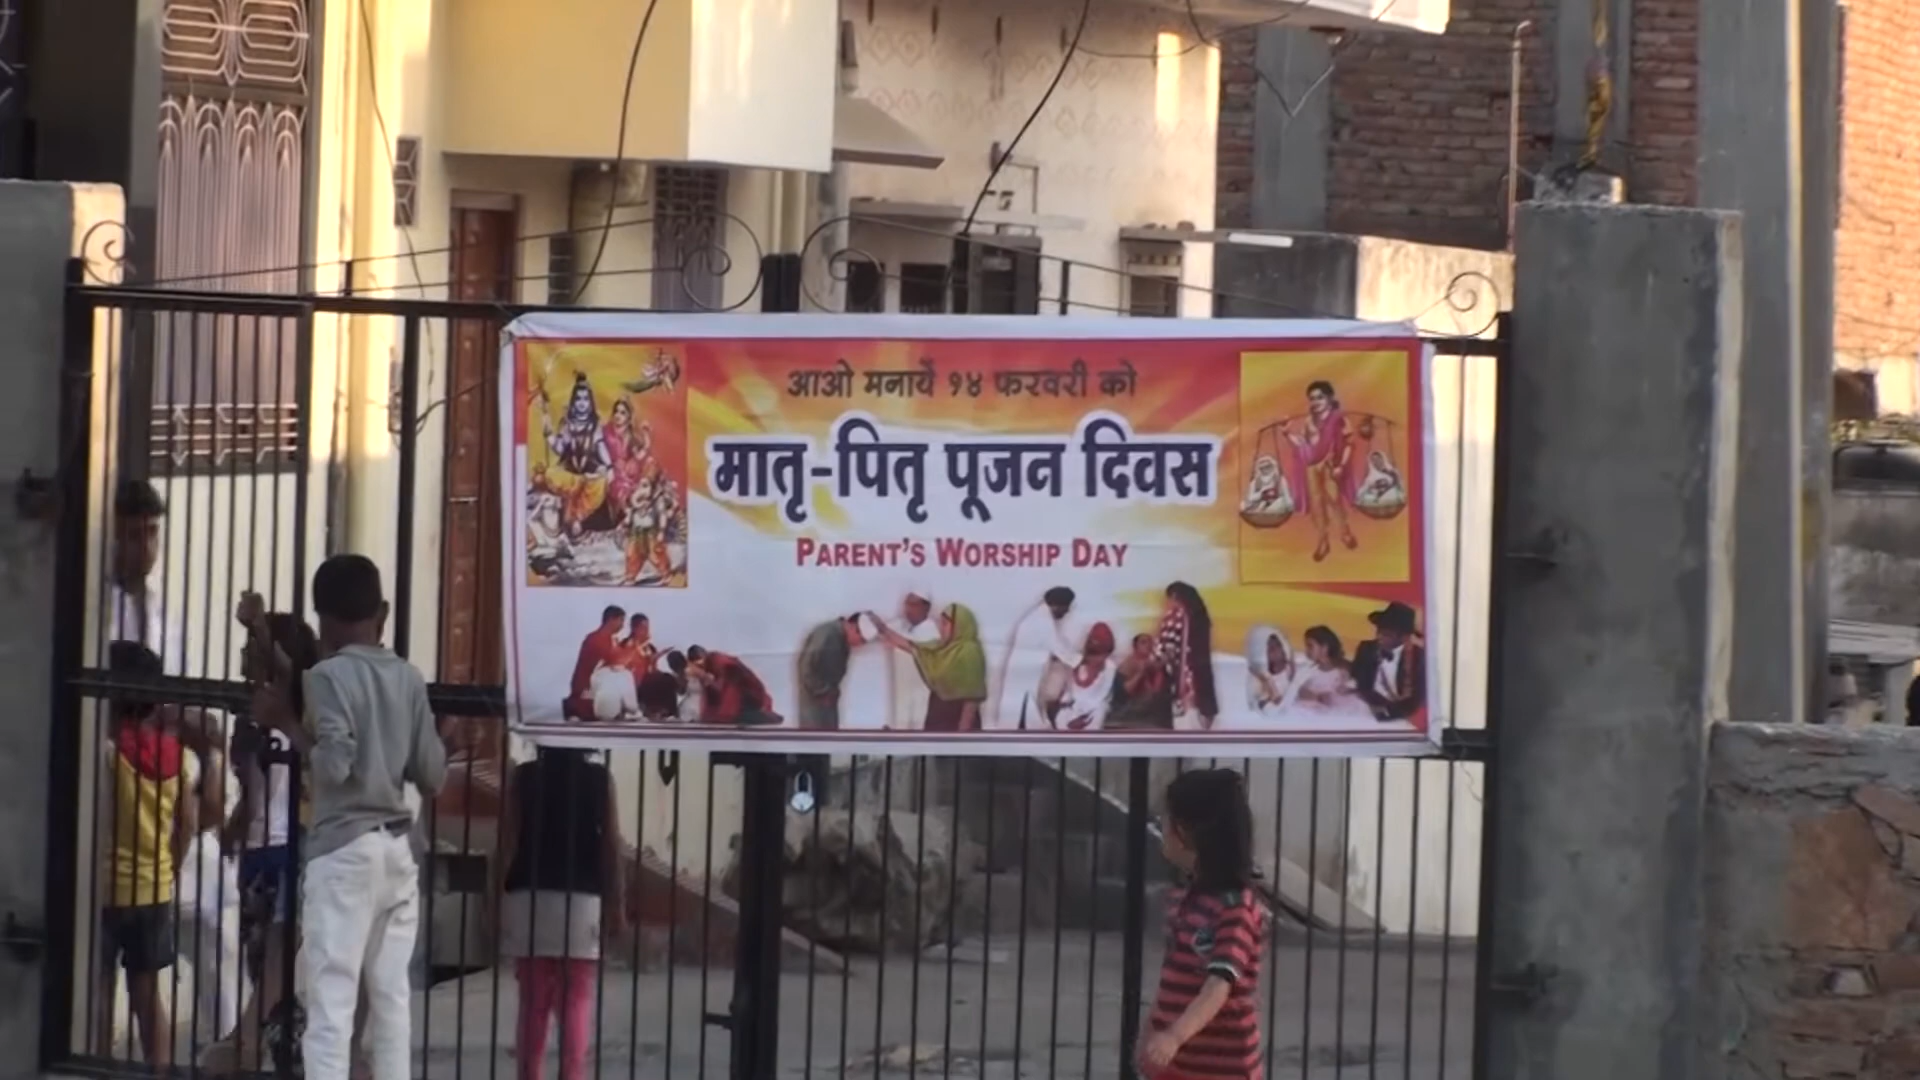 आओ मनायें १४ फरवरी को
मातृ-पितृ पूजन दिवस
PARENT'S WORSHIP DAY